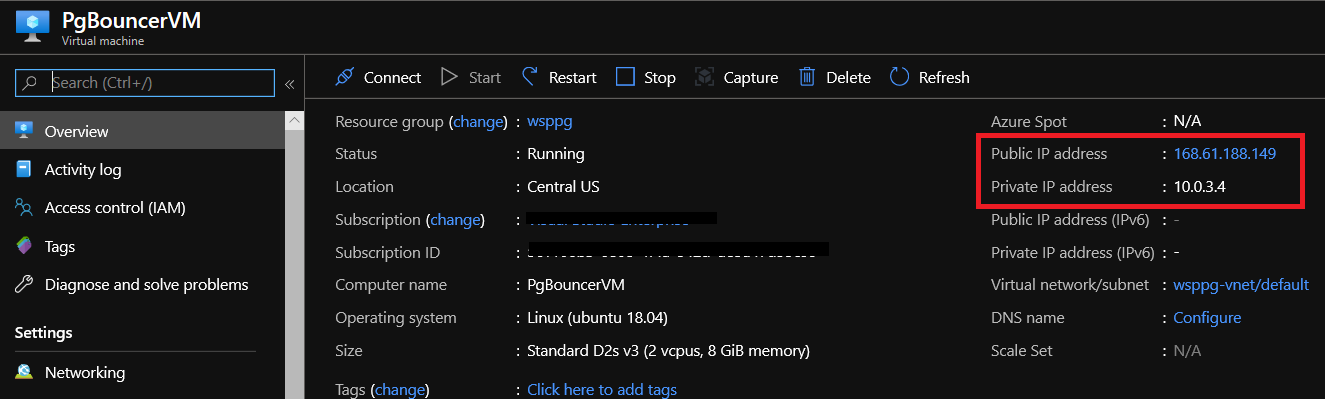 PgBouncerVM
Virtual machine
Search (Ctrl+/)
«
Connect
Start
Restart
Stop
Capture
Delete
Refresh
Overview
Activity log
Access control (IAM)
Tags
Diagnose and solve problems
Settings
Networking
Resource group (change) : wsppg
Status : Running
Location : Central US
Subscription (change) :
Subscription ID :
Computer name : PgBouncerVM
Operating system : Linux (ubuntu 18.04)
Size : Standard D2s v3 (2 vcpus, 8 GiB memory)
Tags (change) : Click here to add tags
Azure Spot : N/A
Public IP address : 168.61.188.149
Private IP address : 10.0.3.4
Public IP address (IPv6) : -
Private IP address (IPv6) : -
Virtual network/subnet : wsppg-vnet/default
DNS name : Configure
Scale Set : N/A